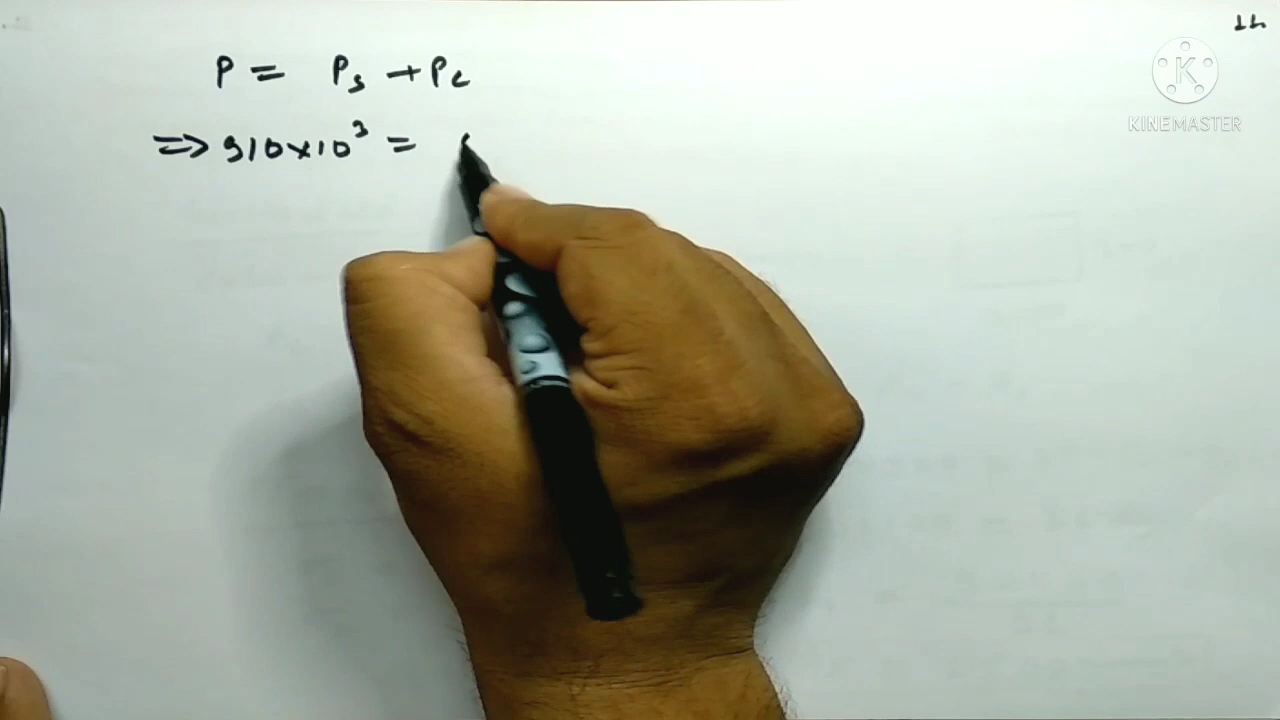 P = Ps + Pc
⇒ 910×10³ =
KINEMASTER